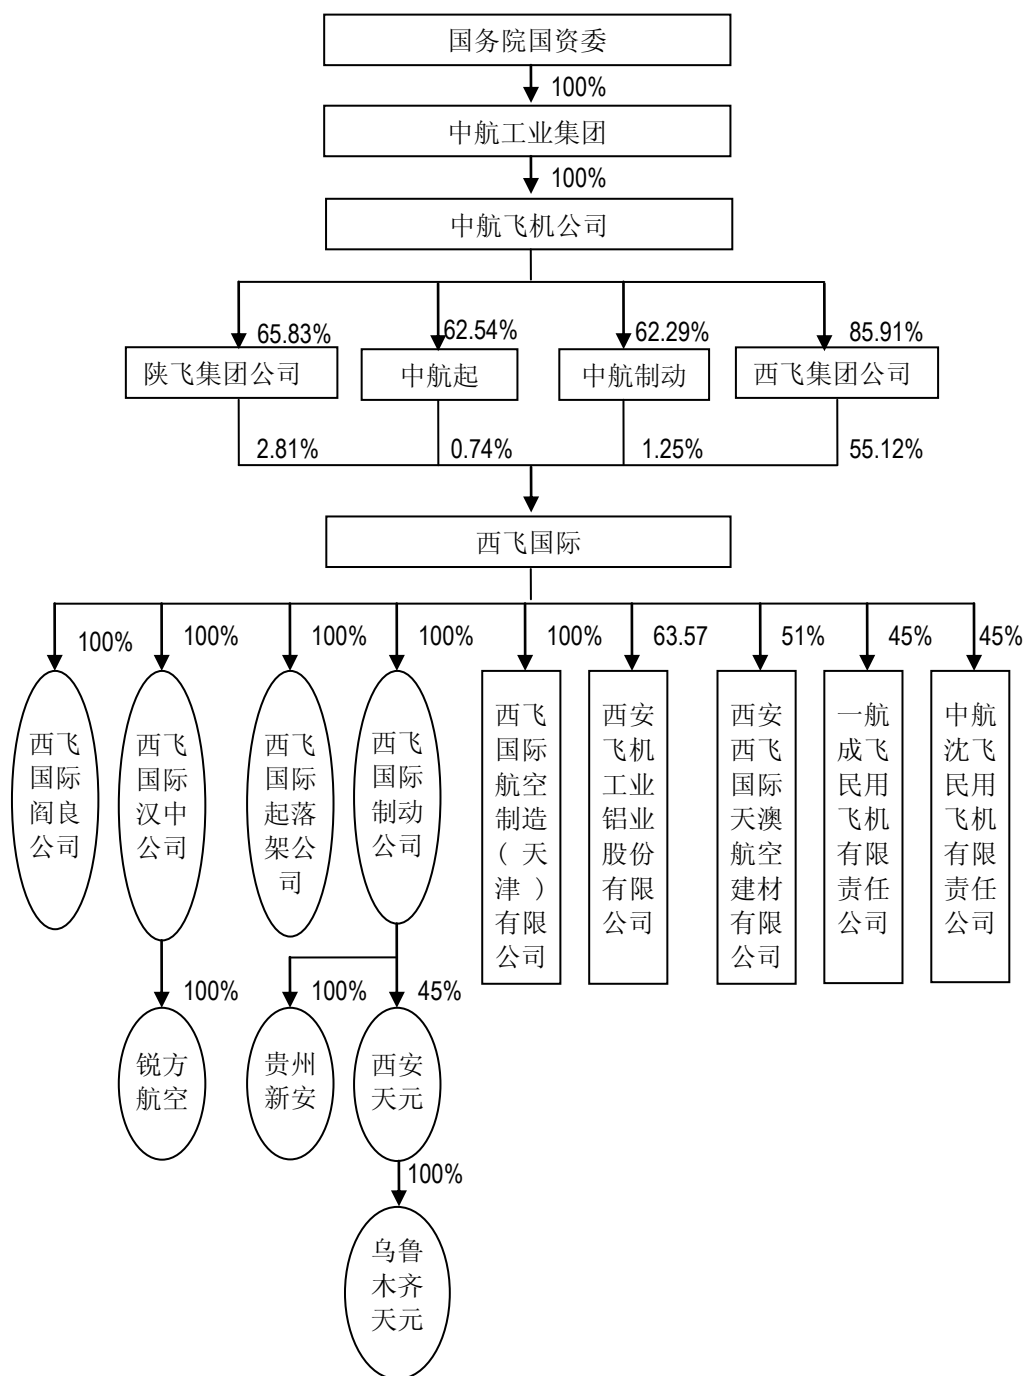 国务院国资委
100%
中航工业集团
100%
中航飞机公司
65.83%
62.54%
62.29%
85.91%
陕飞集团公司
中航起
中航制动
西飞集团公司
2.81%
0.74%
1.25%
55.12%
西飞国际
100%
100%
100%
100%
100%
63.57
51%
45%
45%
西飞
国际
阎良
公司
西飞
国际
汉中
公司
西飞
国际
起落
架公
司
西飞
国际
制动
公司
西飞
国际
航空
制造
（天
津）
有限
公司
西安
飞机
工业
铝业
股份
有限
公司
西安
西飞
国际
天澳
航空
建材
有限
公司
一航
成飞
民用
飞机
有限
责任
公司
中航
沈飞
民用
飞机
有限
责任
公司
100%
100%
45%
锐方
航空
贵州
新安
西安
天元
100%
乌鲁
木齐
天元